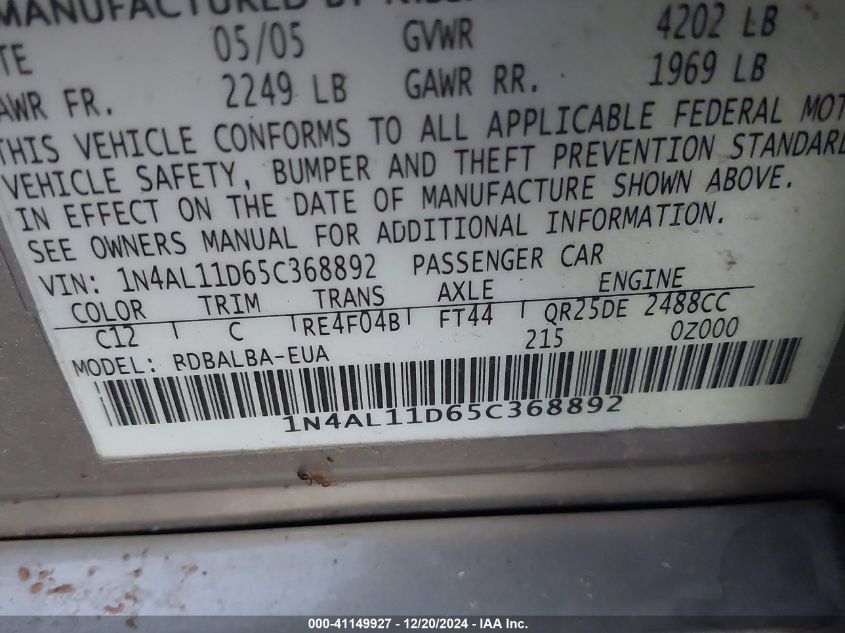 MANUFACTURED BY
05/05 GVWR 4202 LB
FR. 2249 LB GAWR RR. 1969 LB
THIS VEHICLE CONFORMS TO ALL APPLICABLE FEDERAL MOT
VEHICLE SAFETY, BUMPER AND THEFT PREVENTION STANDARD
IN EFFECT ON THE DATE OF MANUFACTURE SHOWN ABOVE.
SEE OWNERS MANUAL FOR ADDITIONAL INFORMATION.
VIN: 1N4AL11D65C368892 PASSENGER CAR
COLOR TRIM TRANS AXLE ENGINE
C12 C RE4F04B FT44 QR25DE 2488CC
215 0Z000
MODEL: RDBALBA-EUA
1N4AL11D65C368892
000-41149927 - 12/20/2024 - IAA Inc.